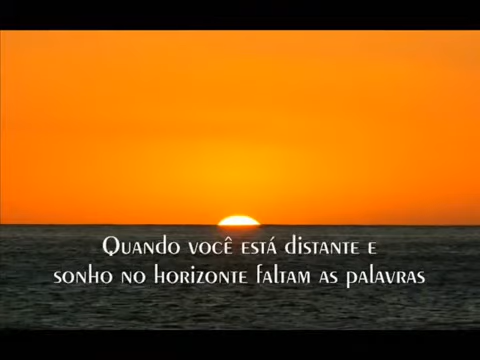 Quando você está distante e
sonho no horizonte faltam as palavras